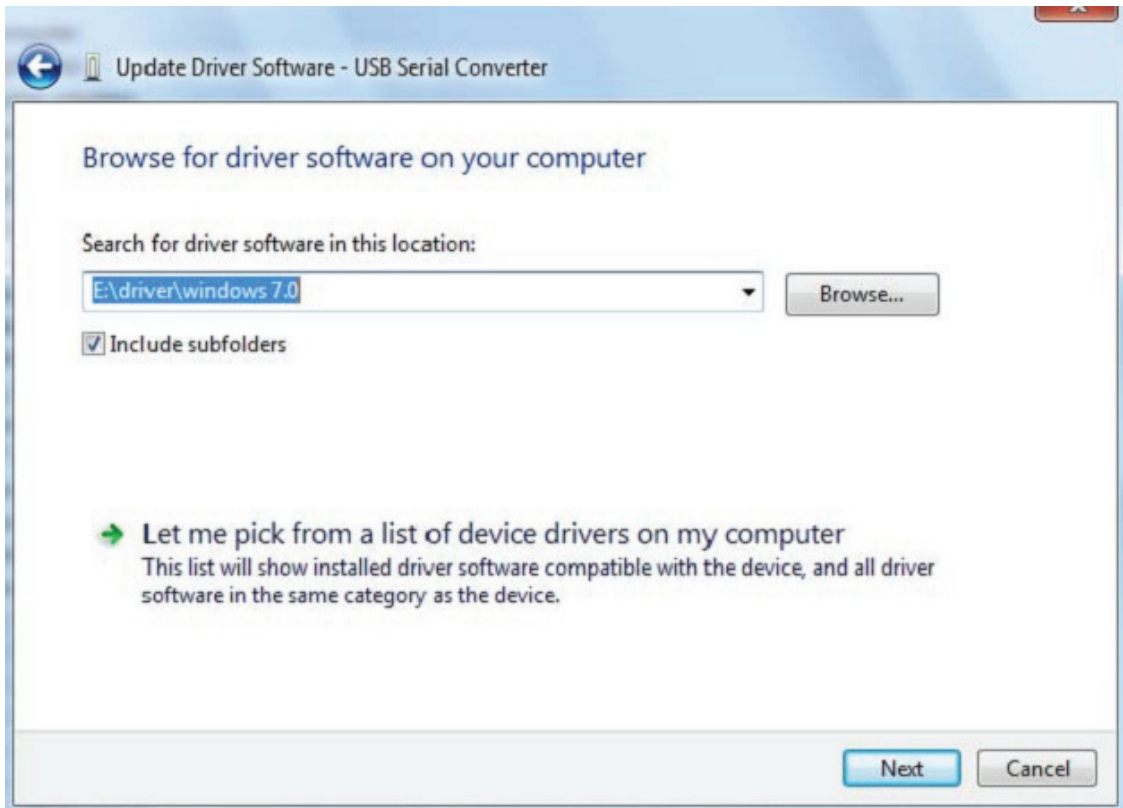 Update Driver Software - USB Serial Converter
Browse for driver software on your computer
Search for driver software in this location:
E:\driver\windows 7.0
Browse...
Include subfolders
Let me pick from a list of device drivers on my computer
This list will show installed driver software compatible with the device, and all driver
software in the same category as the device.
Next
Cancel